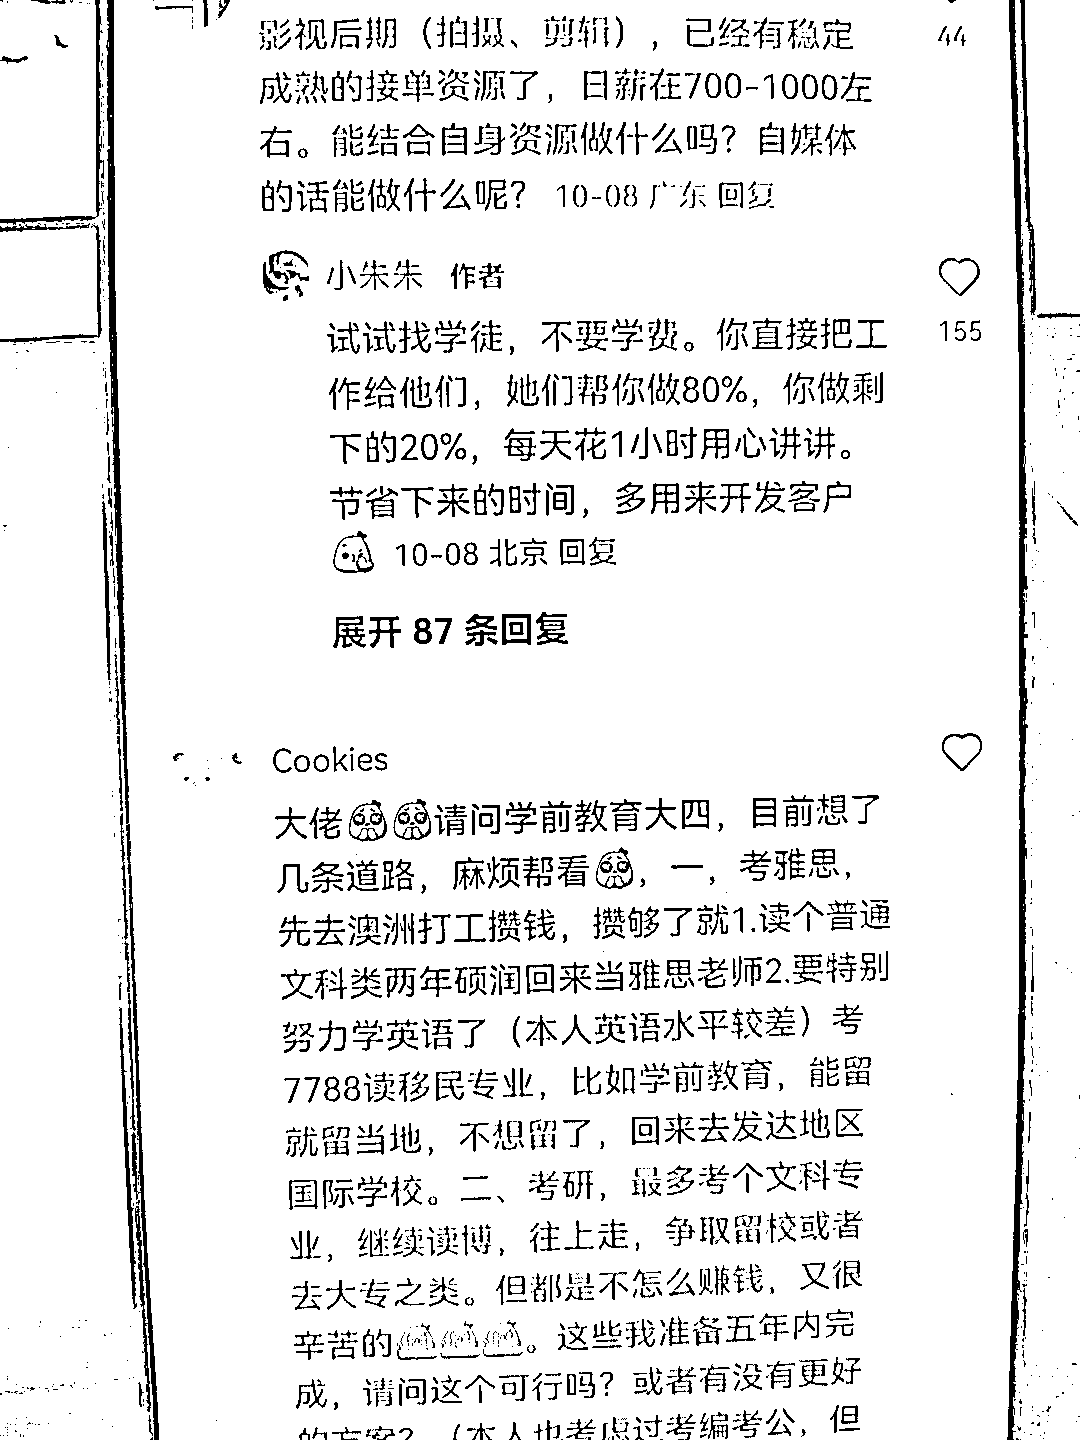 影视后期（拍摄、剪辑），已经有稳定
44
成熟的接单资源了，日薪在700-1000左
右。能结合自身资源做什么吗？自媒体
的话能做什么呢？ 10-08 广东 回复
小朱朱 作者
试试找学徒，不要学费。你直接把工
155
作给他们，她们帮你做80%，你做剩
下的20%，每天花1小时用心讲讲。
节省下来的时间，多用来开发客户
10-08 北京 回复
展开 87 条回复
Cookies
大佬请问学前教育大四，目前想了
几条道路，麻烦帮看，一，考雅思，
先去澳洲打工攒钱，攒够了就1.读个普通
文科类两年硕润回来当雅思老师2.要特别
努力学英语了（本人英语水平较差）考
7788读移民专业，比如学前教育，能留
就留当地，不想留了，回来去发达地区
国际学校。二、考研，最多考个文科专
业，继续读博，往上走，争取留校或者
去大专之类。但都是不怎么赚钱，又很
辛苦的。这些我准备五年内完
成，请问这个可行吗？或者有没有更好
的方案？（本人也考虑过考编考公，但